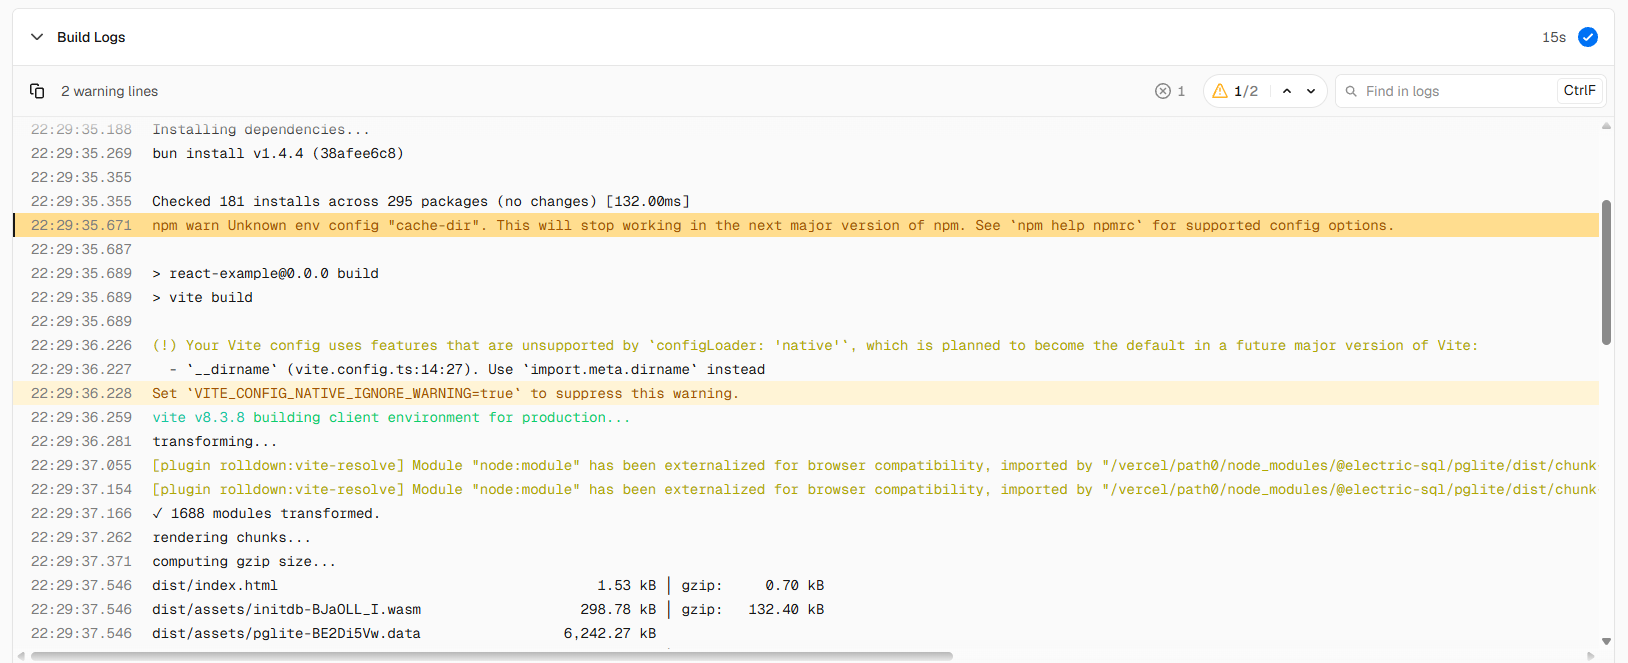 Build Logs
15s
2 warning lines
1
1/2
Find in logs
CtrlF
22:29:35.188 Installing dependencies...
22:29:35.269 bun install v1.4.4 (38afee6c8)
22:29:35.355
22:29:35.355 Checked 181 installs across 295 packages (no changes) [132.00ms]
22:29:35.671 npm warn Unknown env config "cache-dir". This will stop working in the next major version of npm. See `npm help npmrc` for supported config options.
22:29:35.687
22:29:35.689 > react-example@0.0.0 build
22:29:35.689 > vite build
22:29:35.689
22:29:36.226 (!) Your Vite config uses features that are unsupported by `configLoader: 'native'`, which is planned to become the default in a future major version of Vite:
22:29:36.227 - `__dirname` (vite.config.ts:14:27). Use `import.meta.dirname` instead
22:29:36.228 Set `VITE_CONFIG_NATIVE_IGNORE_WARNING=true` to suppress this warning.
22:29:36.259 vite v8.3.8 building client environment for production...
22:29:36.281 transforming...
22:29:37.055 [plugin rolldown:vite-resolve] Module "node:module" has been externalized for browser compatibility, imported by "/vercel/path0/node_modules/@electric-sql/pglite/dist/chunk
22:29:37.154 [plugin rolldown:vite-resolve] Module "node:module" has been externalized for browser compatibility, imported by "/vercel/path0/node_modules/@electric-sql/pglite/dist/chunk
22:29:37.166 ✓ 1688 modules transformed.
22:29:37.262 rendering chunks...
22:29:37.371 computing gzip size...
22:29:37.546 dist/index.html 1.53 kB │ gzip: 0.70 kB
22:29:37.546 dist/assets/initdb-BJaOLL_I.wasm 298.78 kB │ gzip: 132.40 kB
22:29:37.546 dist/assets/pglite-BE2Di5Vw.data 6,242.27 kB